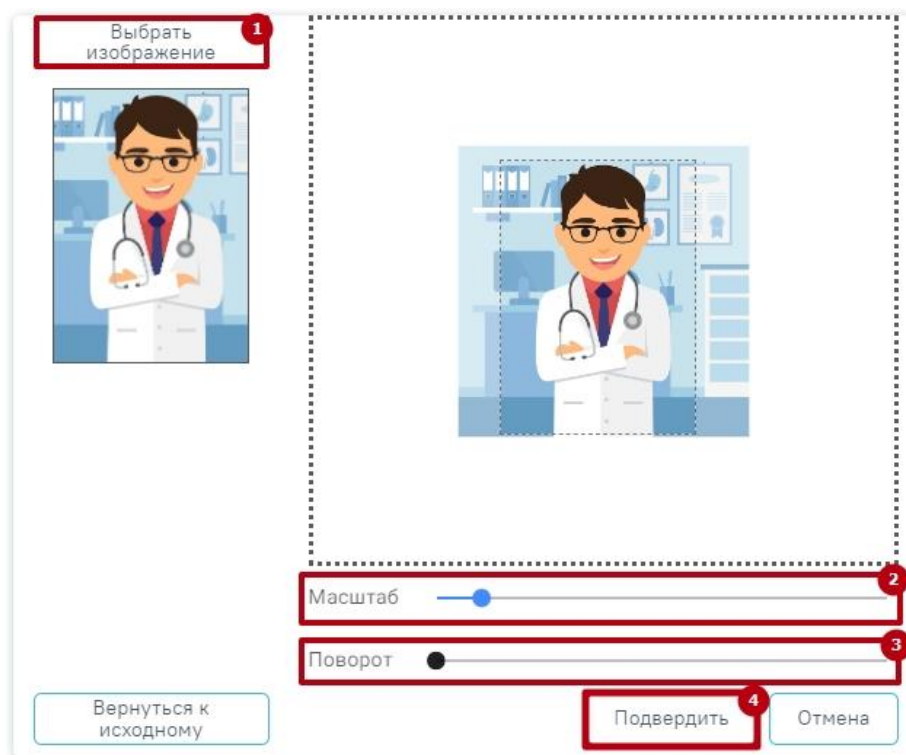 Выбрать
изображение
1
Масштаб
2
Поворот
3
Вернуться к
исходному
Подвердить
4
Отмена